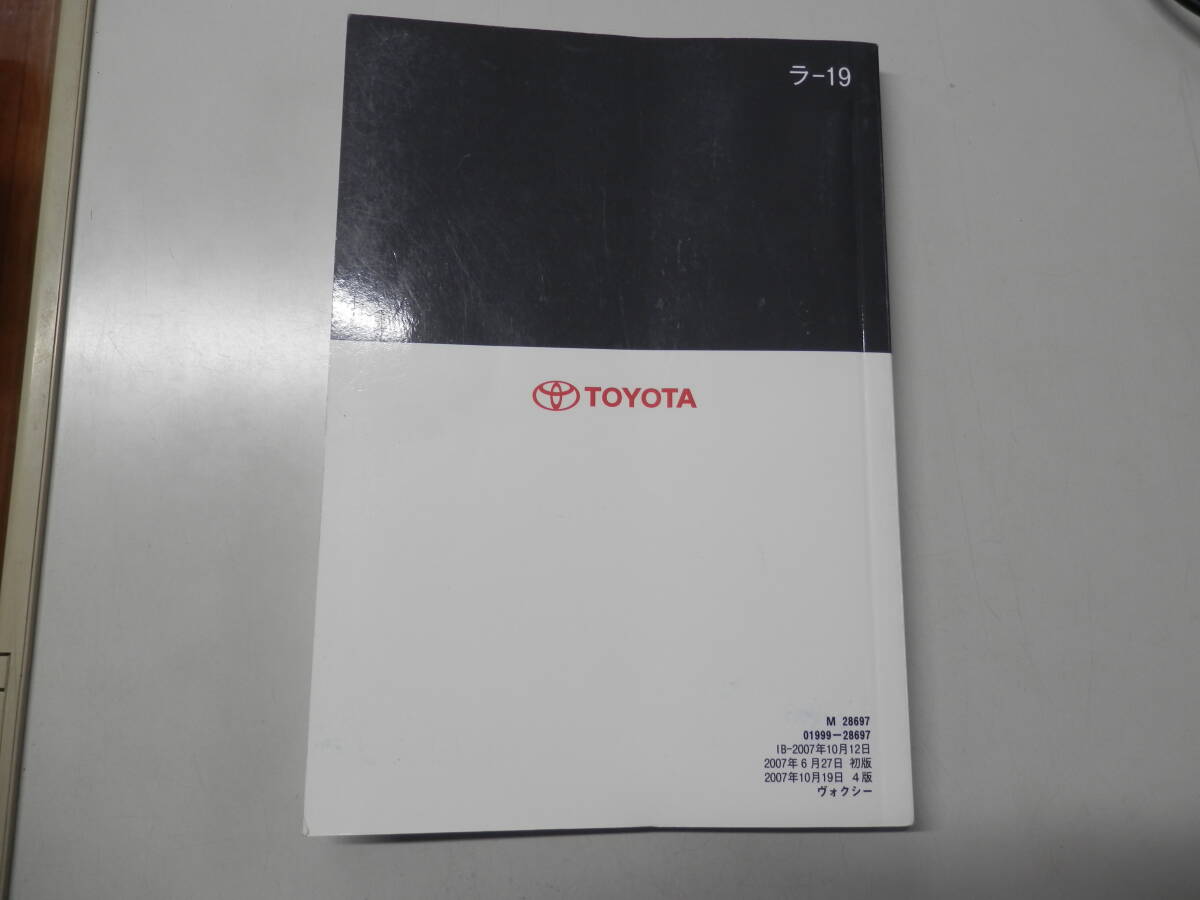 ラ-19
TOYOTA
M 28697
01999-28697
IB-2007年10月12日
2007年6月27日 初版
2007年10月19日 4版
ヴォクシー